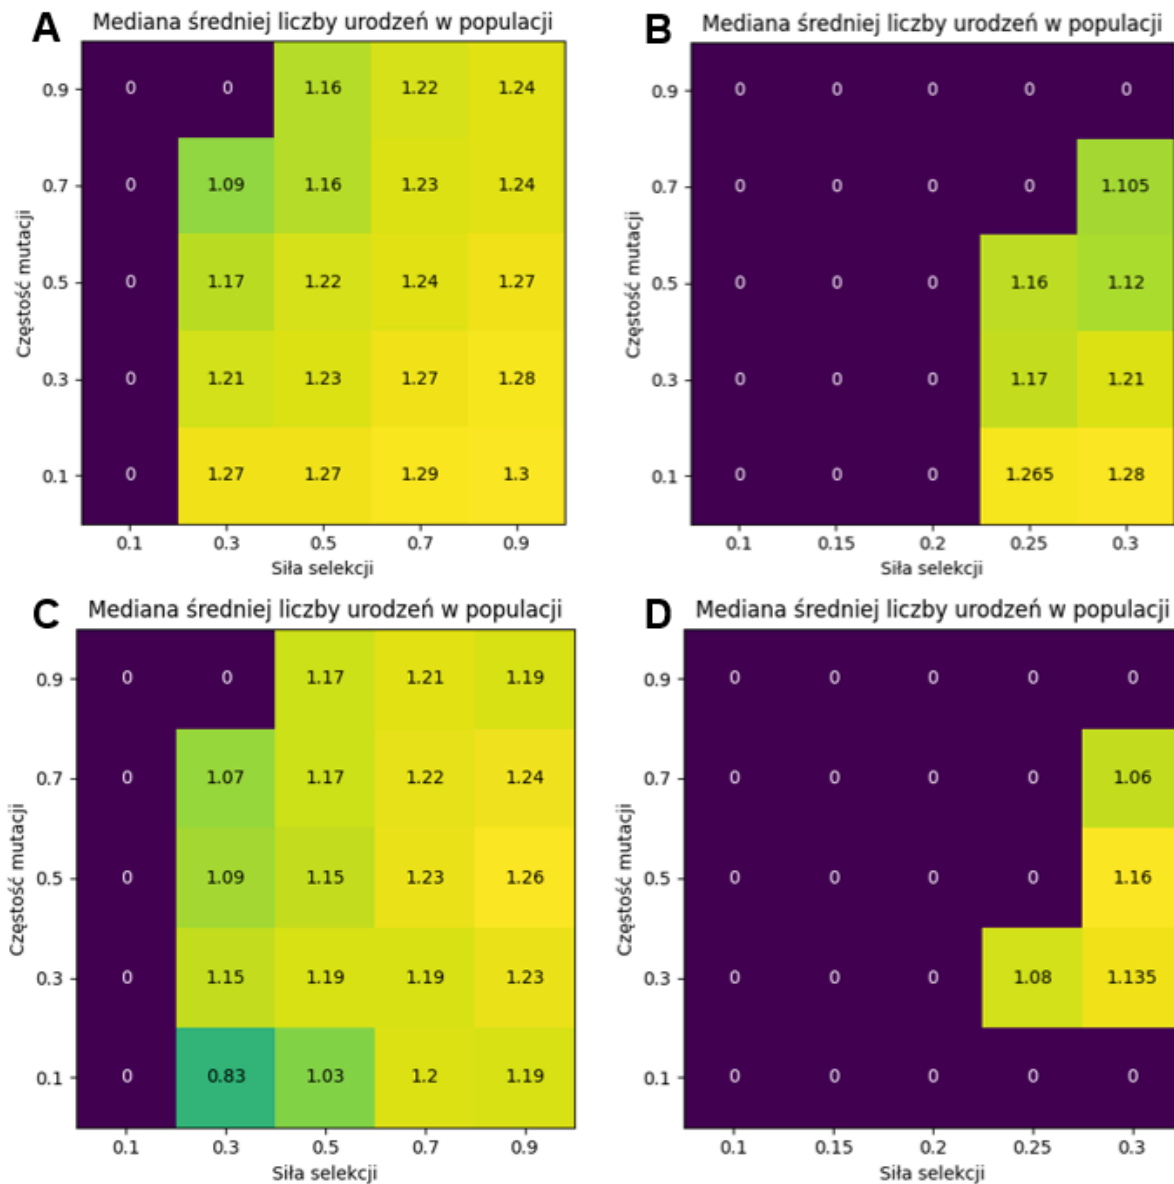 A Mediana średniej liczby urodzeń w populacji
0.9 0 0 1.16 1.22 1.24
0.7 0 1.09 1.16 1.23 1.24
0.5 0 1.17 1.22 1.24 1.27
0.3 0 1.21 1.23 1.27 1.28
0.1 0 1.27 1.27 1.29 1.3
Częstość mutacji
0.1 0.3 0.5 0.7 0.9
Siła selekcji
B Mediana średniej liczby urodzeń w populacji
0.9 0 0 0 0 0
0.7 0 0 0 0 1.105
0.5 0 0 0 1.16 1.12
0.3 0 0 0 1.17 1.21
0.1 0 0 0 1.265 1.28
Częstość mutacji
0.1 0.15 0.2 0.25 0.3
Siła selekcji
C Mediana średniej liczby urodzeń w populacji
0.9 0 0 1.17 1.21 1.19
0.7 0 1.07 1.17 1.22 1.24
0.5 0 1.09 1.15 1.23 1.26
0.3 0 1.15 1.19 1.19 1.23
0.1 0 0.83 1.03 1.2 1.19
Częstość mutacji
0.1 0.3 0.5 0.7 0.9
Siła selekcji
D Mediana średniej liczby urodzeń w populacji
0.9 0 0 0 0 0
0.7 0 0 0 0 1.06
0.5 0 0 0 0 1.16
0.3 0 0 0 1.08 1.135
0.1 0 0 0 0 0
Częstość mutacji
0.1 0.15 0.2 0.25 0.3
Siła selekcji